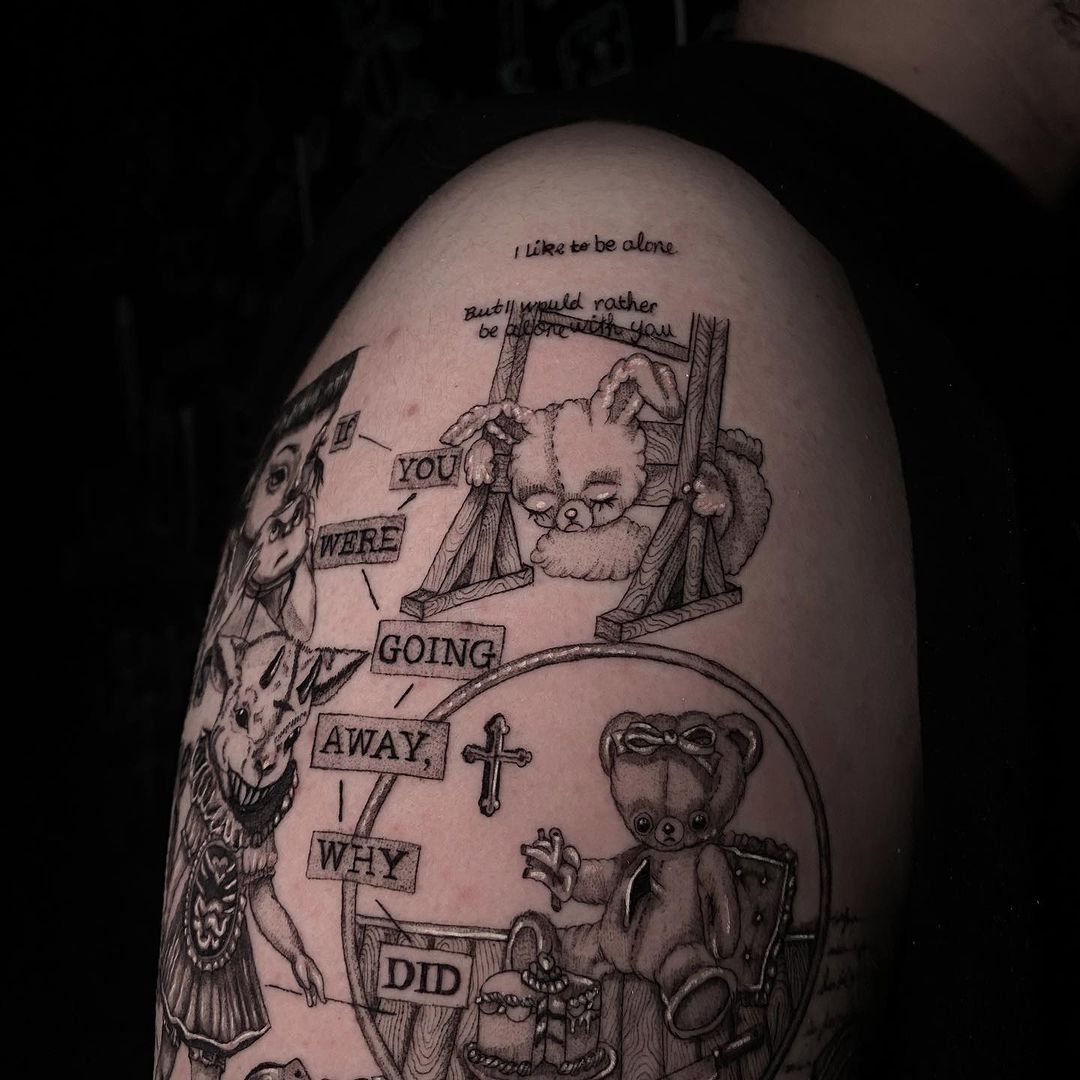 I Like to be alone
But I would rather
be alone with you
IF
YOU
WERE
GOING
AWAY,
WHY
DID